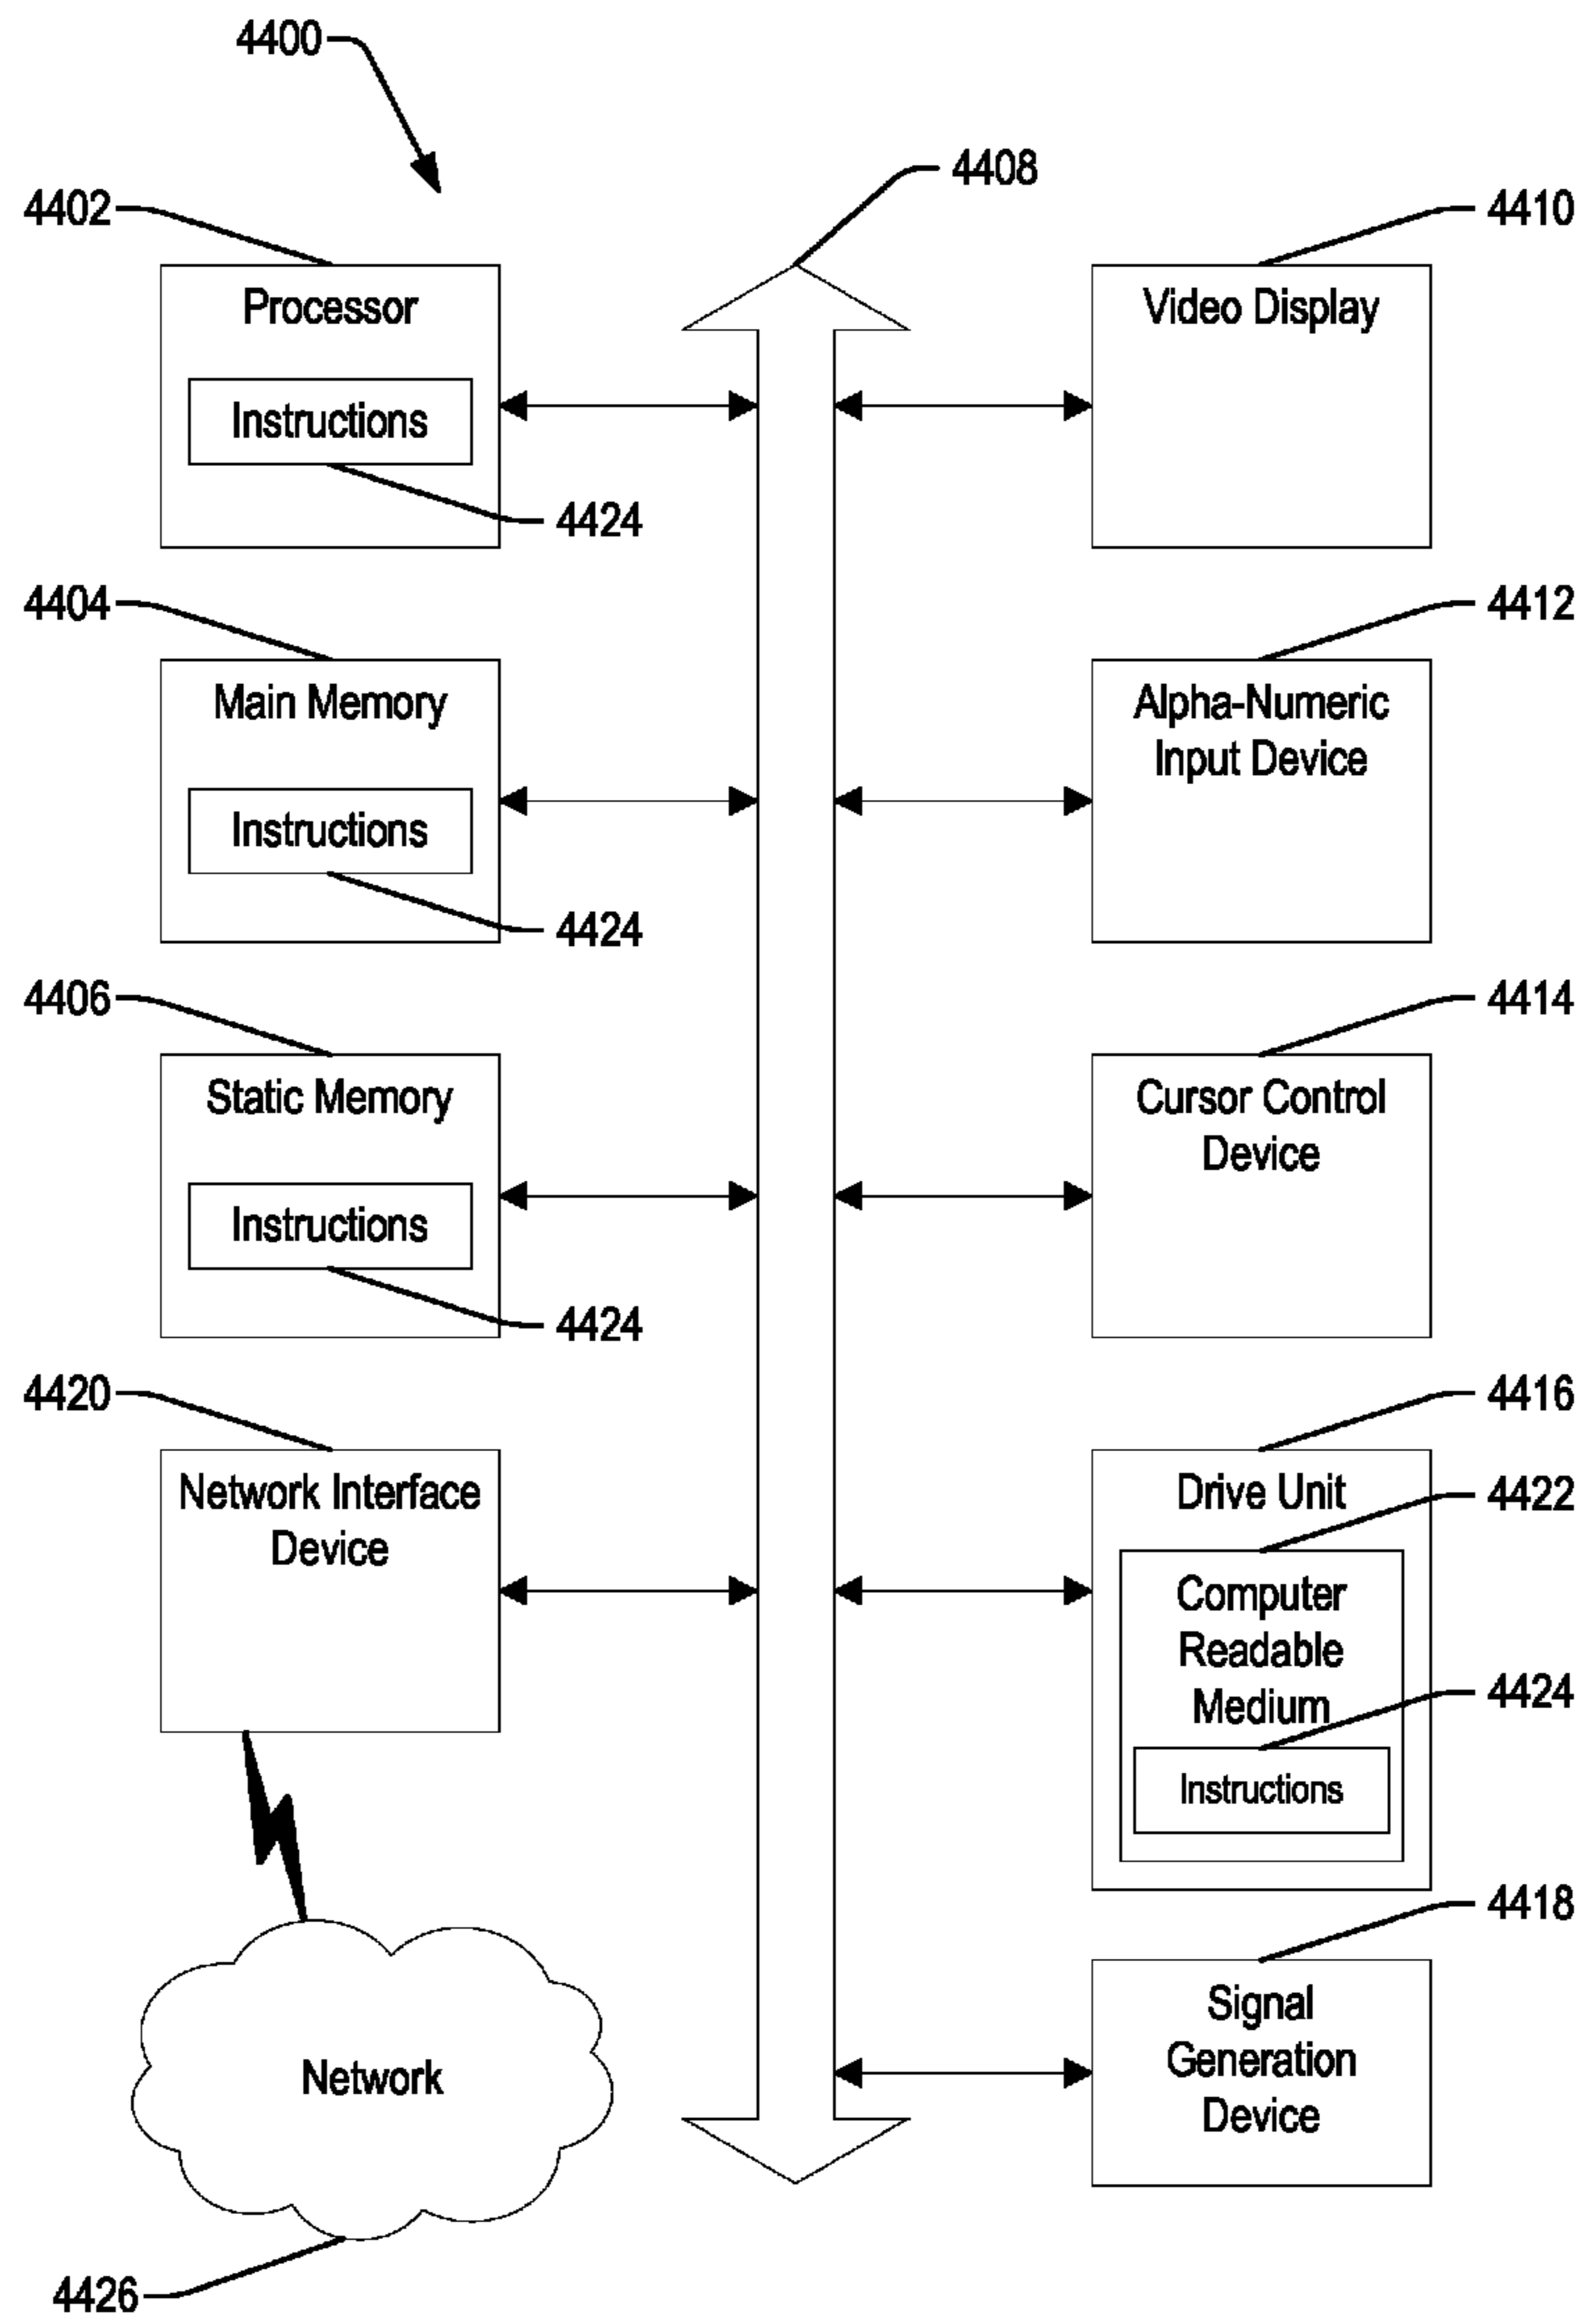 4400
4408
4402
4410
Processor
Video Display
Instructions
4424
4404
4412
Main Memory
Alpha-Numeric
Input Device
Instructions
4424
4406
4414
Static Memory
Cursor Control
Device
Instructions
4424
4420
4416
Network Interface
Device
Drive Unit
4422
Computer
Readable
Medium
4424
Instructions
4418
Signal
Generation
Device
Network
4426